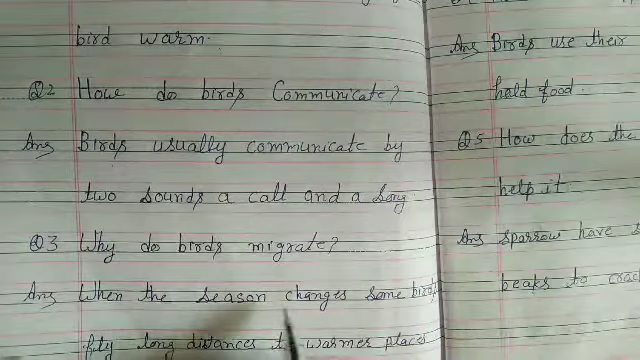 bird warm.
Q2 How do birds Communicate?
Ans Birds usually communicate by
two sounds a call and a song
Q3 Why do birds migrate?
Ans When the season changes some birds
fly long distances to warmer places
Ans Birds use their
hold food.
Q5 How does the
help it
Ans Sparrow have
beaks to crack